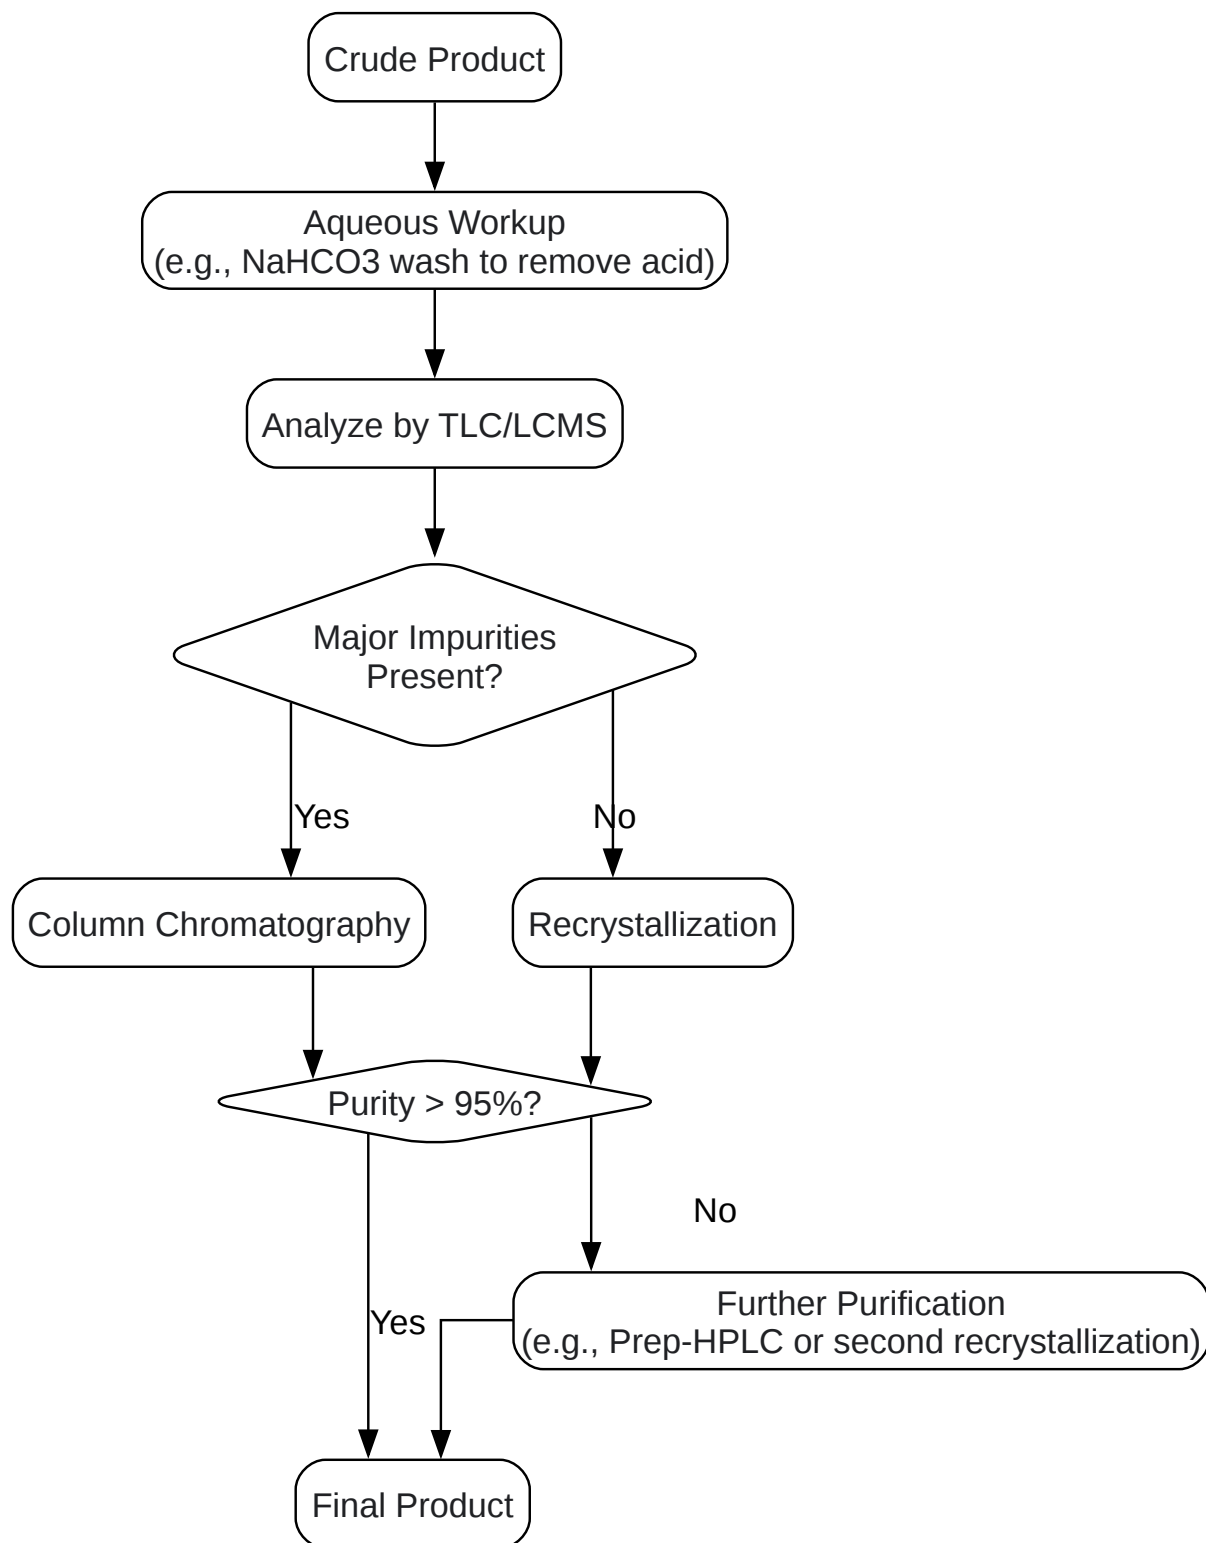 Crude Product
Aqueous Workup
(e.g., NaHCO3 wash to remove acid)
Analyze by TLC/LCMS
Major Impurities
Present?
Yes
No
Column Chromatography
Recrystallization
Purity > 95%?
No
Further Purification
(e.g., Prep-HPLC or second recrystallization)
Yes
Final Product